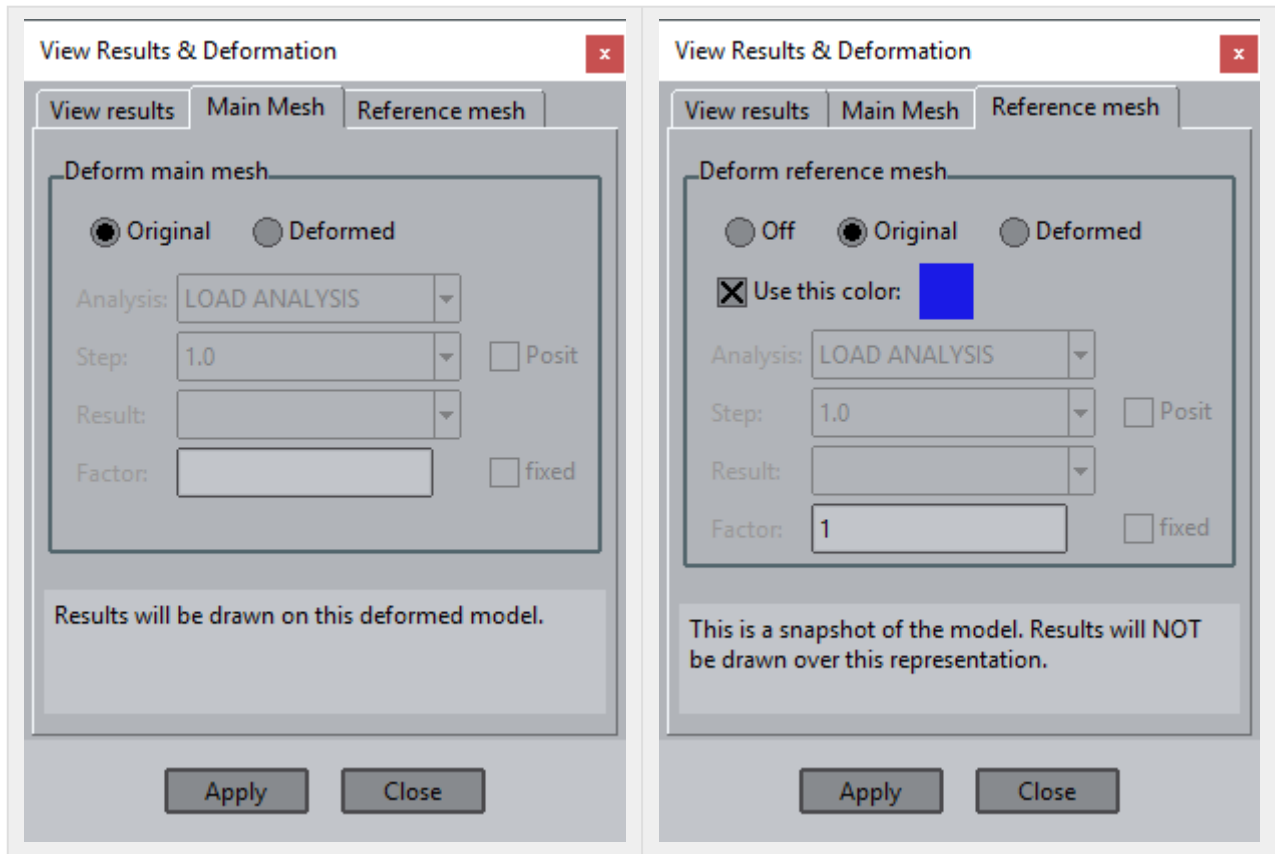 View Results & Deformation
x
View results
Main Mesh
Reference mesh
Deform main mesh
Original
Deformed
Analysis: LOAD ANALYSIS
Step: 1.0
Posit
Result:
Factor:
fixed
Results will be drawn on this deformed model.
Apply
Close
View Results & Deformation
x
View results
Main Mesh
Reference mesh
Deform reference mesh
Off
Original
Deformed
Use this color:
Analysis: LOAD ANALYSIS
Step: 1.0
Posit
Result:
Factor: 1
fixed
This is a snapshot of the model. Results will NOT
be drawn over this representation.
Apply
Close